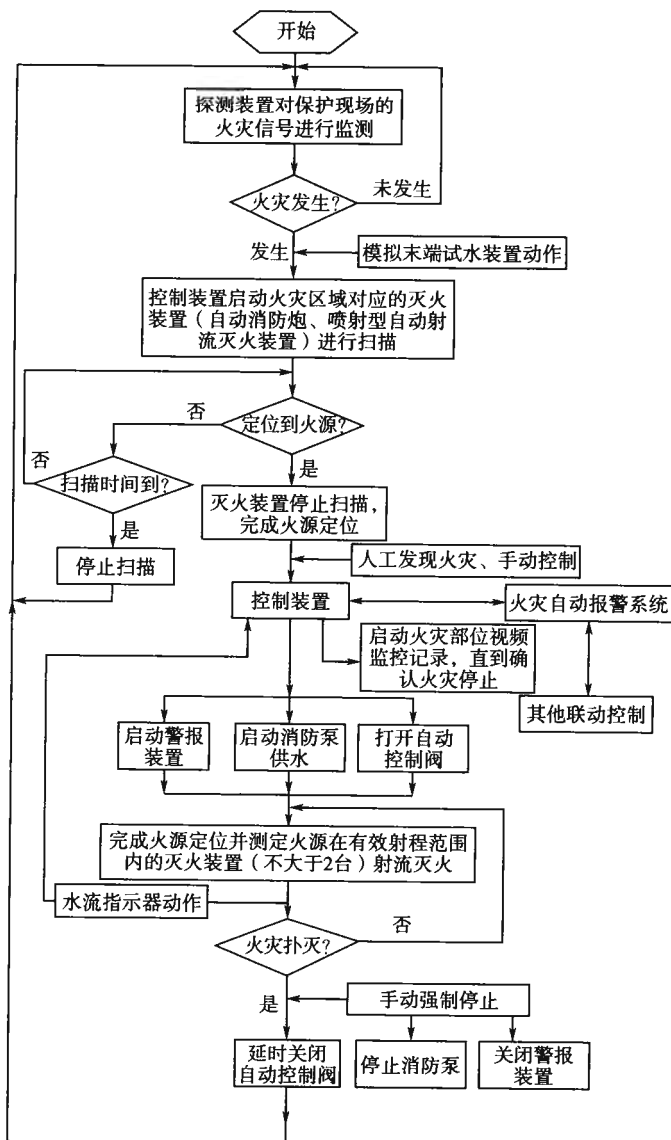 开始
探测装置对保护现场的
火灾信号进行监测
火灾发生?
未发生
发生
模拟末端试水装置动作
控制装置启动火灾区域对应的灭火
装置（自动消防炮、喷射型自动射
流灭火装置）进行扫描
否
定位到火源?
否
扫描时间到?
是
是
灭火装置停止扫描，
完成火源定位
停止扫描
人工发现火灾、手动控制
控制装置
火灾自动报警系统
启动火灾部位视频
监控记录，直到确
认火灾停止
其他联动控制
启动警报
装置
启动消防泵
供水
打开自动
控制阀
完成火源定位并测定火源在有效射程范围
内的灭火装置（不大于2台）射流灭火
水流指示器动作
火灾扑灭?
否
是
手动强制停止
延时关闭
自动控制阀
停止消防泵
关闭警报
装置